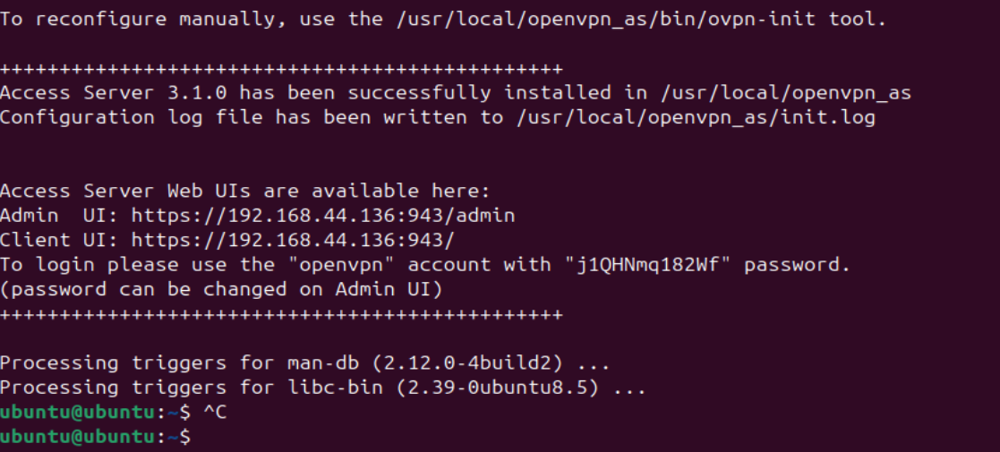 To reconfigure manually, use the /usr/local/openvpn_as/bin/ovpn-init tool.
+++++++++++++++++++++++++++++++++++++++++++++++
Access Server 3.1.0 has been successfully installed in /usr/local/openvpn_as
Configuration log file has been written to /usr/local/openvpn_as/init.log
Access Server Web UIs are available here:
Admin  UI: https://192.168.44.136:943/admin
Client UI: https://192.168.44.136:943/
To login please use the "openvpn" account with "j1QHNmq182Wf" password.
(password can be changed on Admin UI)
+++++++++++++++++++++++++++++++++++++++++++++++
Processing triggers for man-db (2.12.0-4build2) ...
Processing triggers for libc-bin (2.39-0ubuntu8.5) ...
ubuntu@ubuntu:~$ ^C
ubuntu@ubuntu:~$